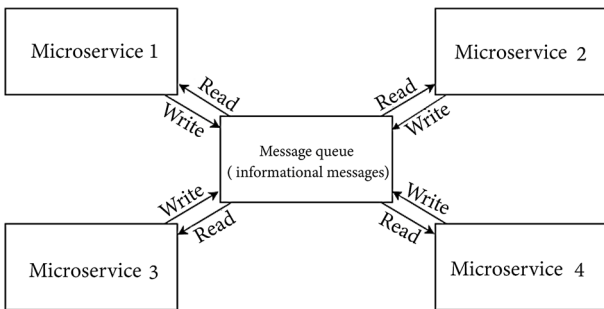 Microservice 1
Microservice 2
Read
Write
Read
Write
Message queue
( informational messages)
Write
Read
Write
Read
Microservice 3
Microservice 4